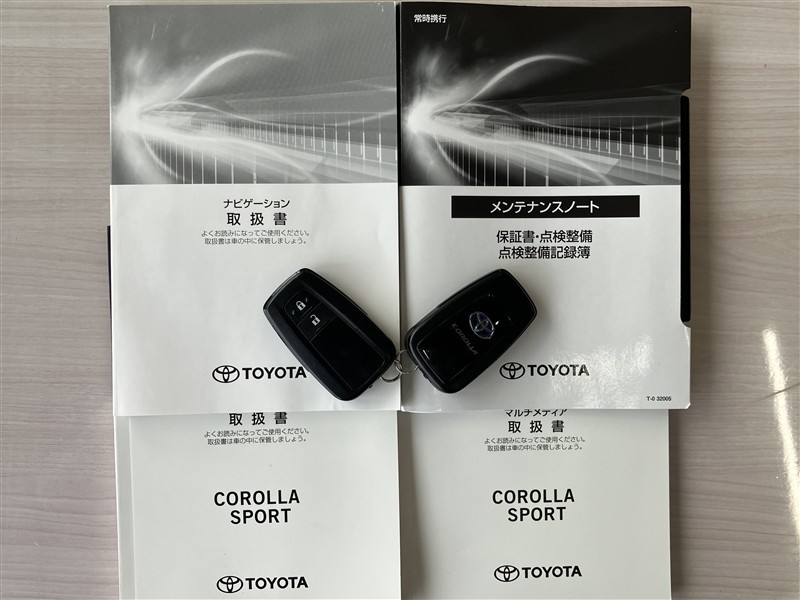 ナビゲーション
取扱書
よくお読みになってご使用ください。
取扱書は車の中に保管しましょう。
TOYOTA
常時携行
メンテナンスノート
保証書・点検整備
点検整備記録簿
TOYOTA
T-0 32005
COROLLA
取扱書
よくお読みになってご使用ください。
取扱書は車の中に保管しましょう。
COROLLA
SPORT
TOYOTA
マルチメディア
取扱書
よくお読みになってご使用ください。
取扱書は車の中に保管しましょう。
COROLLA
SPORT
TOYOTA